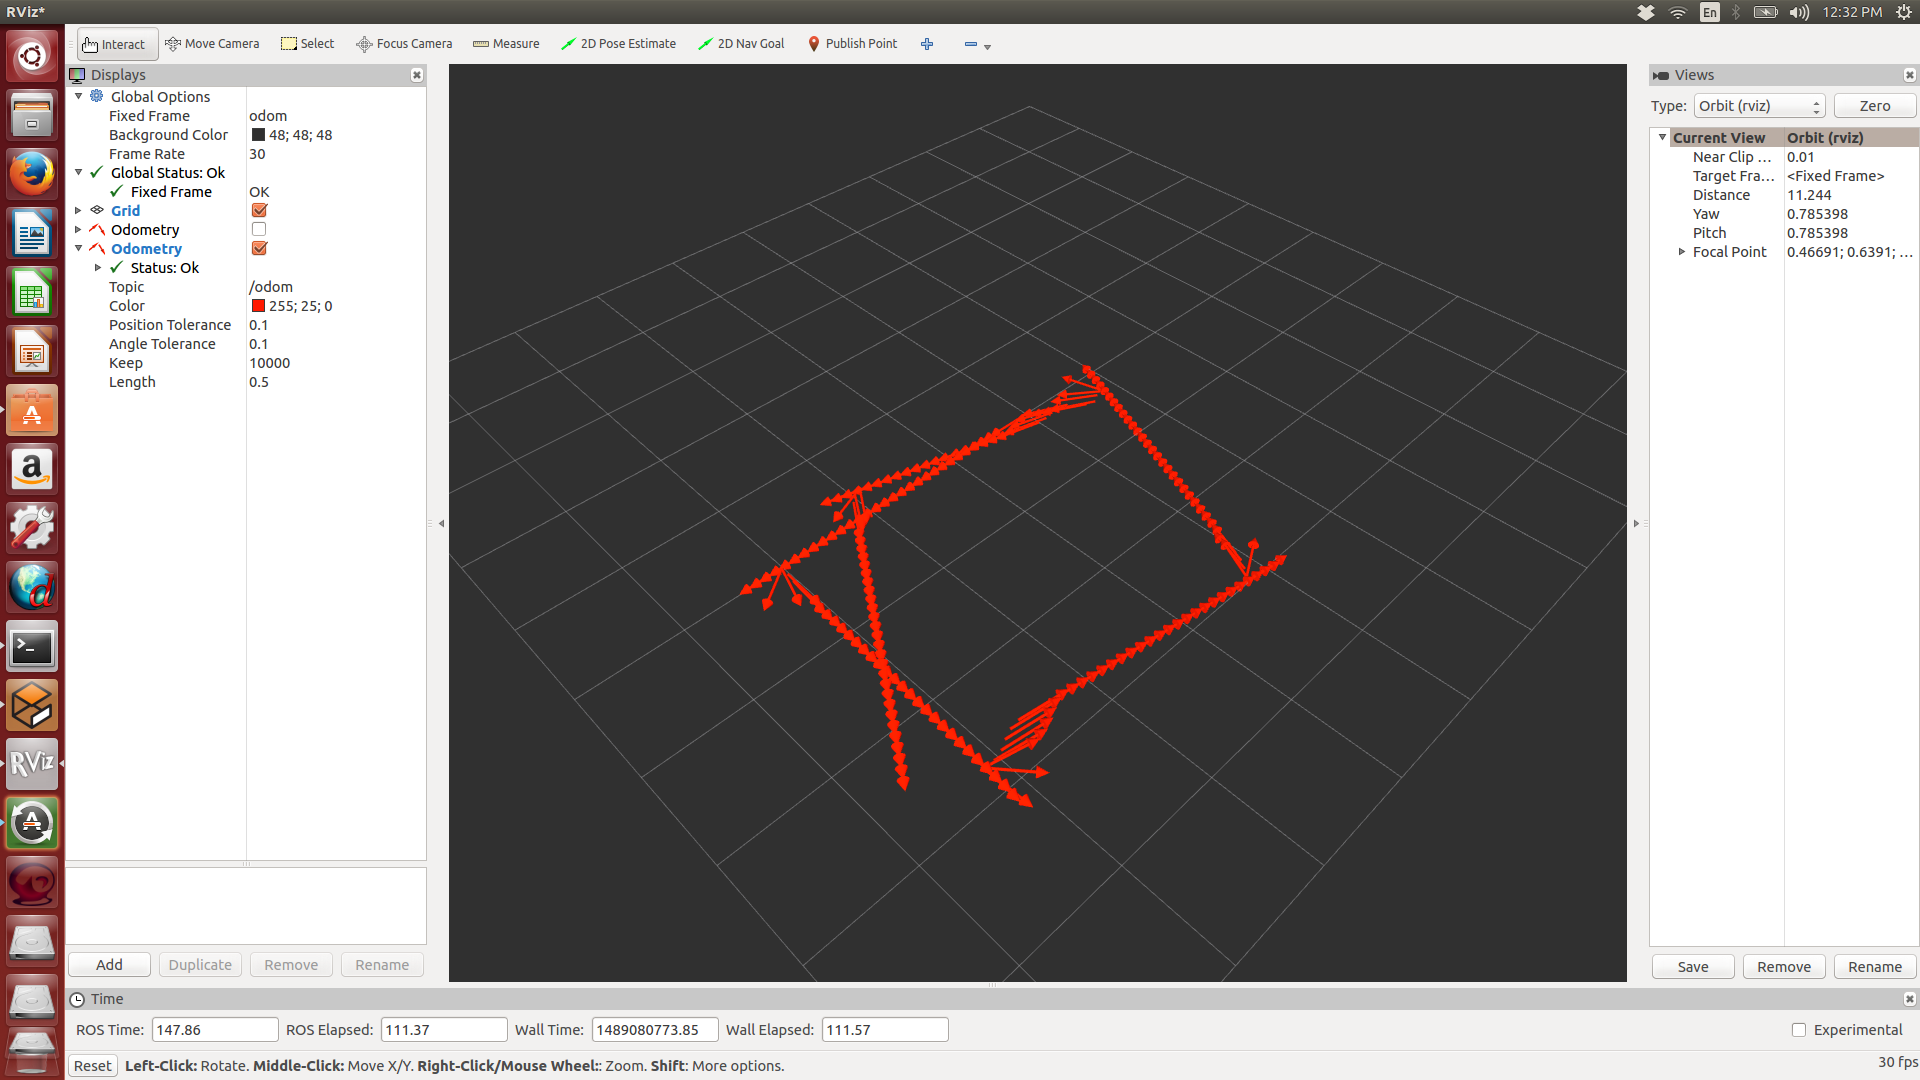 RViz*
En
12:32 PM
Interact Move Camera Select Focus Camera Measure 2D Pose Estimate 2D Nav Goal Publish Point
Displays
Global Options
Fixed Frame odom
Background Color 48; 48; 48
Frame Rate 30
Global Status: Ok
Fixed Frame OK
Grid
Odometry
Odometry
Status: Ok
Topic /odom
Color 255; 25; 0
Position Tolerance 0.1
Angle Tolerance 0.1
Keep 10000
Length 0.5
Add Duplicate Remove Rename
Views
Type: Orbit (rviz) Zero
Current View Orbit (rviz)
Near Clip ... 0.01
Target Fra... <Fixed Frame>
Distance 11.244
Yaw 0.785398
Pitch 0.785398
Focal Point 0.46691; 0.6391; ...
Save Remove Rename
RViz
Time
ROS Time: 147.86 ROS Elapsed: 111.37 Wall Time: 1489080773.85 Wall Elapsed: 111.57 Experimental
Reset Left-Click: Rotate. Middle-Click: Move X/Y. Right-Click/Mouse Wheel:: Zoom. Shift: More options. 30 fps